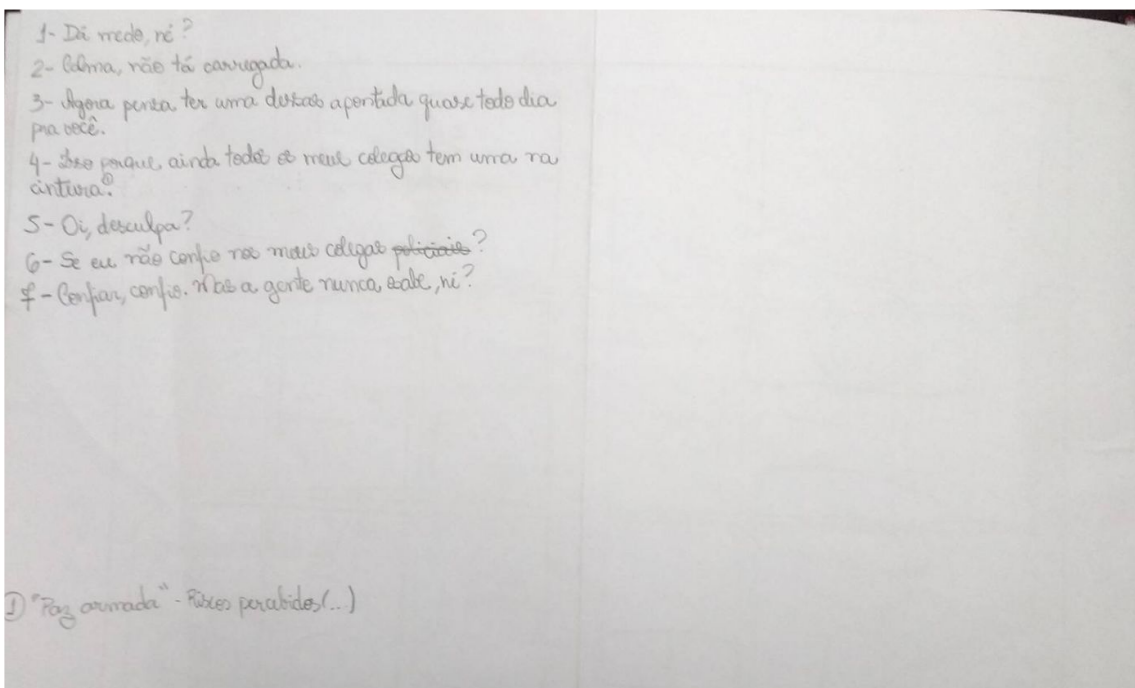 1- Dá medo, né?
2- Calma, não tá carregada.
3- Agora pensa ter uma dessas apontada quase todo dia
pra você.
4- Isso porque ainda todos os meus colegas tem uma na
cintura①.
5- Oi, desculpa?
6- Se eu não confio nos meus colegas policiais?
7- Confiar, confio. Mas a gente nunca sabe, né?
① "Paz armada" - Riscos percebidos (...)